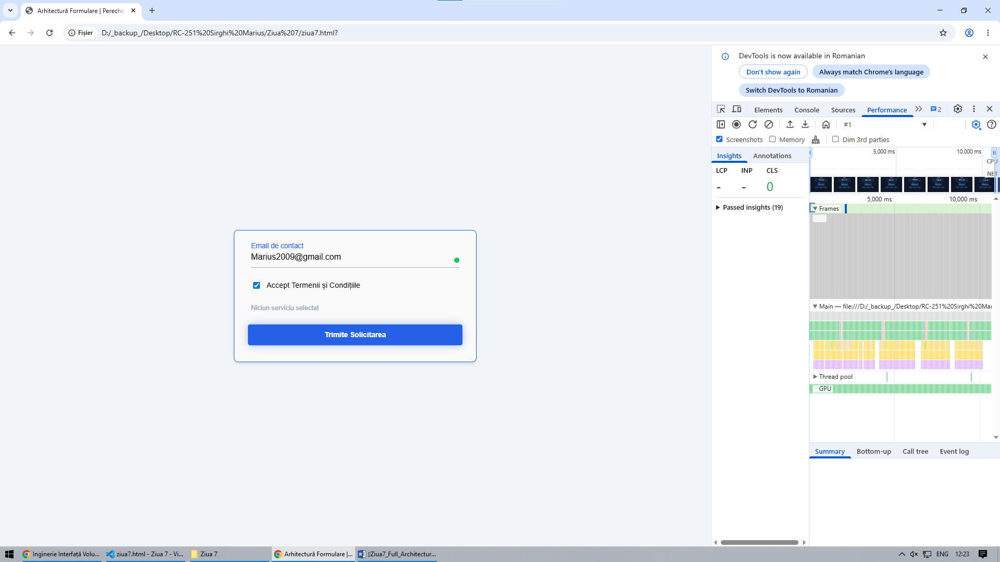 Arhitectură Formulare | Pereche
Fișier
D:/_backup_/Desktop/RC-251%20Sirghi%20Marius/Ziua%207/ziua7.html?
DevTools is now available in Romanian
Don't show again
Always match Chrome's language
Switch DevTools to Romanian
Elements
Console
Sources
Performance
2
#1
Screenshots
Memory
Dim 3rd parties
Insights
Annotations
LCP
INP
CLS
-
-
0
Passed insights (19)
5,000 ms
10,000 ms
CPU
NET
5,000 ms
10,000 ms
Frames
Main — file:///D:/_backup_/Desktop/RC-251%20Sirghi%20Mar
Thread pool
GPU
Summary
Bottom-up
Call tree
Event log
Email de contact
Marius2009@gmail.com
Accept Termenii și Condițiile
Niciun serviciu selectat
Trimite Solicitarea
Inginerie Interfață Volu...
ziua7.html - Ziua 7 - Vi...
Ziua 7
Arhitectură Formulare |...
Ziua7_Full_Architectur...
ENG
12:23